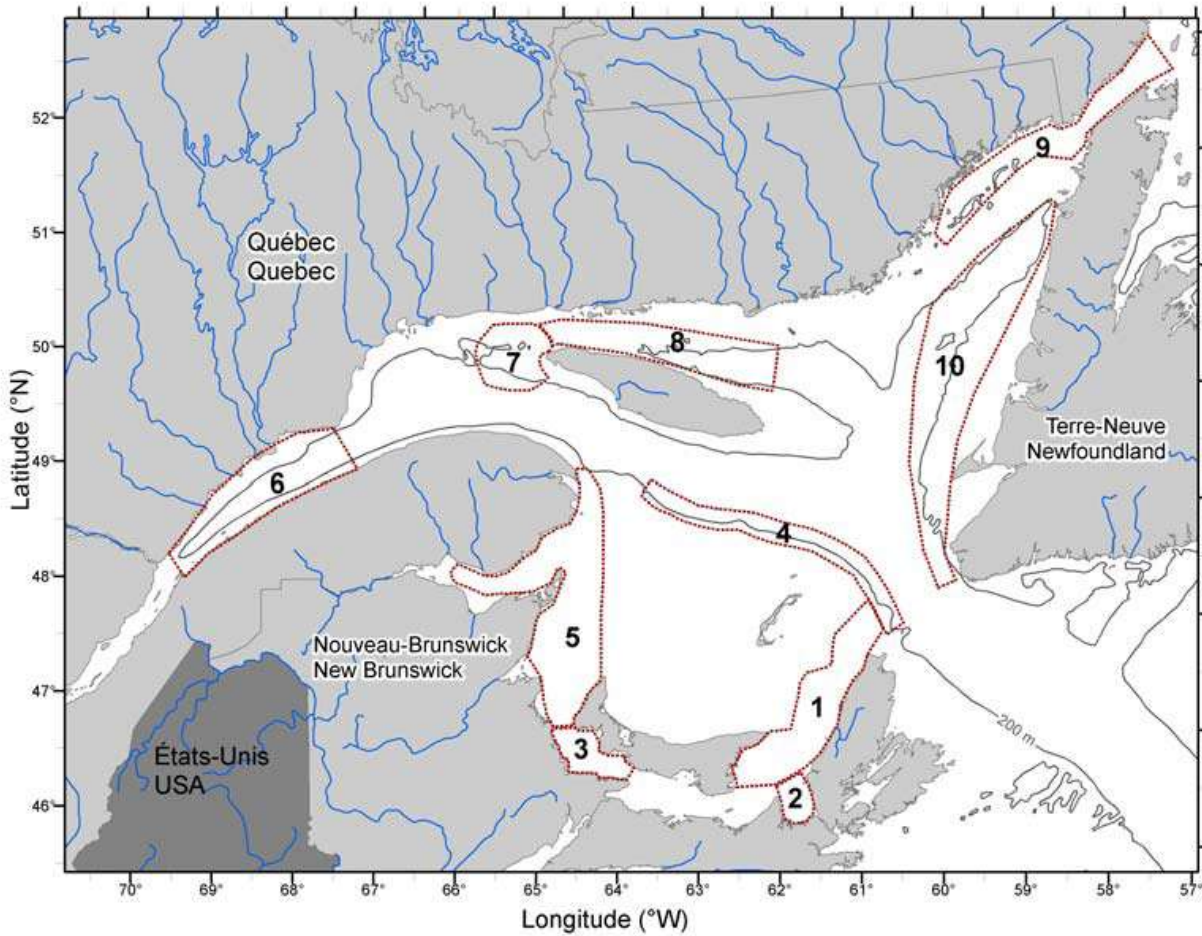 52°
9
51°
Québec
Quebec
50°
8
7
10
Terre-Neuve
Newfoundland
49°
6
4
48°
Nouveau-Brunswick
New Brunswick
5
47°
1
200 m
3
États-Unis
USA
46°
2
Latitude (°N)
70° 69° 68° 67° 66° 65° 64° 63° 62° 61° 60° 59° 58° 57°
Longitude (°W)